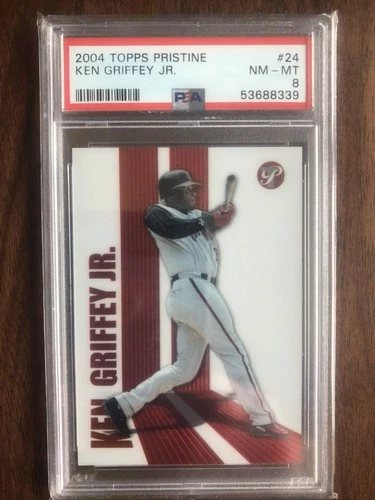 2004 TOPPS PRISTINE #24
KEN GRIFFEY JR. NM - MT
8
PSA 53688339
P
KEN GRIFFEY JR.